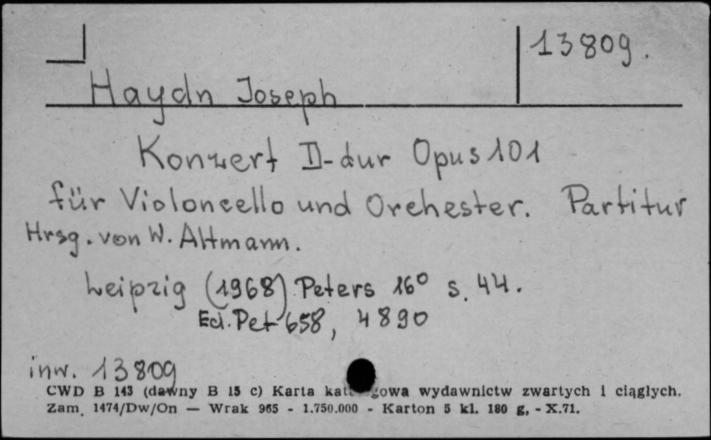 13809.
Haydn Joseph
Konzert D-dur Opus 101
für Violoncello und Orchester. Partitur
Hrsg. von W. Altmann.
Leipzig (1968) Peters 16° s. 44.
Ed. Pet 658, 4890
inw. 13809
CWD B 143 (dawny B 15 c) Karta wydawnictw zwartych i ciągłych.
Zam. 1474/Dw/On — Wrak 965 - 1.750.000 - Karton 5 kl. 180 g, - X.71.